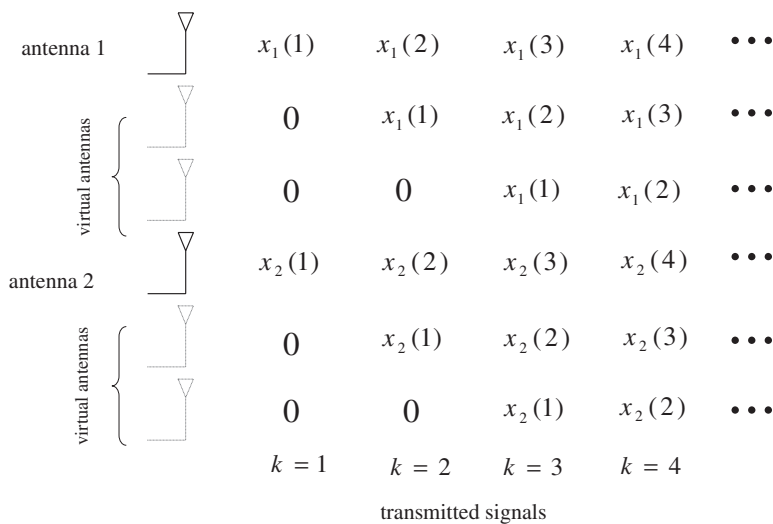 antenna 1 x₁(1) x₁(2) x₁(3) x₁(4) •••
0 x₁(1) x₁(2) x₁(3) •••
virtual antennas
0 0 x₁(1) x₁(2) •••
antenna 2 x₂(1) x₂(2) x₂(3) x₂(4) •••
0 x₂(1) x₂(2) x₂(3) •••
virtual antennas
0 0 x₂(1) x₂(2) •••
k = 1 k = 2 k = 3 k = 4
transmitted signals